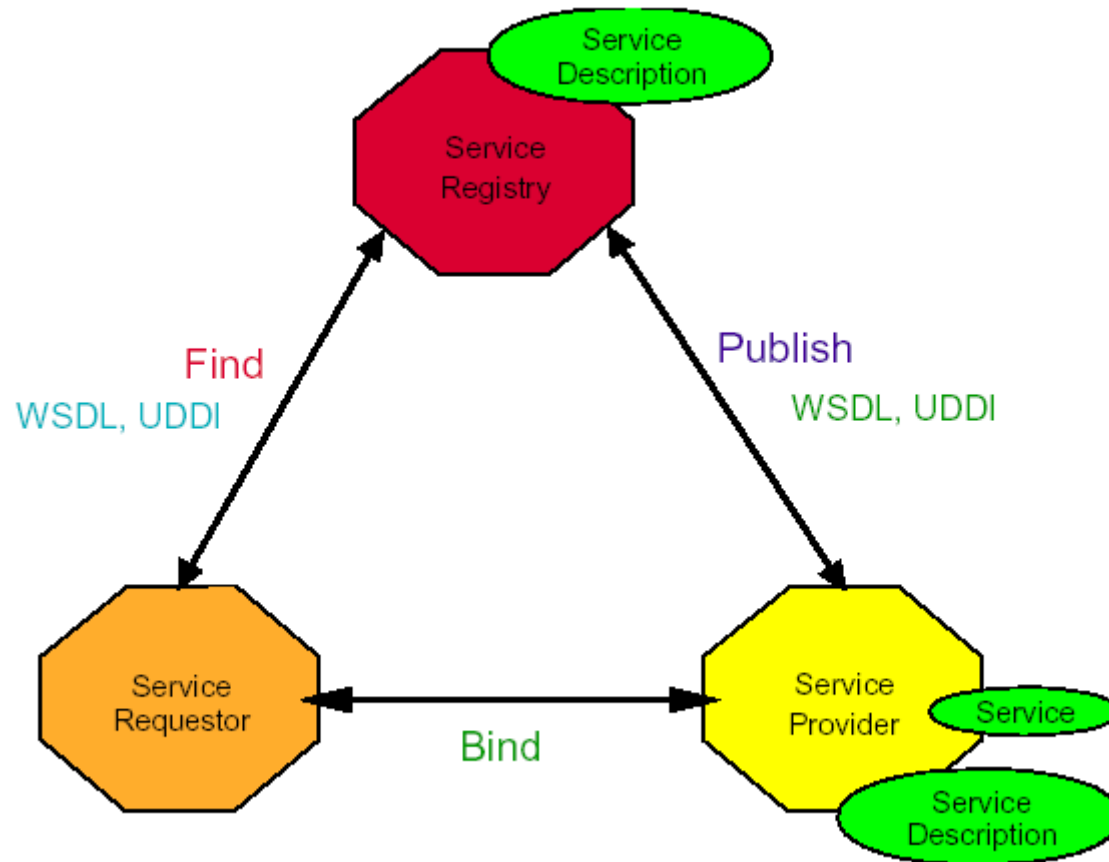 Service
Description
Service
Registry
Find
WSDL, UDDI
Publish
WSDL, UDDI
Service
Requestor
Bind
Service
Provider
Service
Service
Description